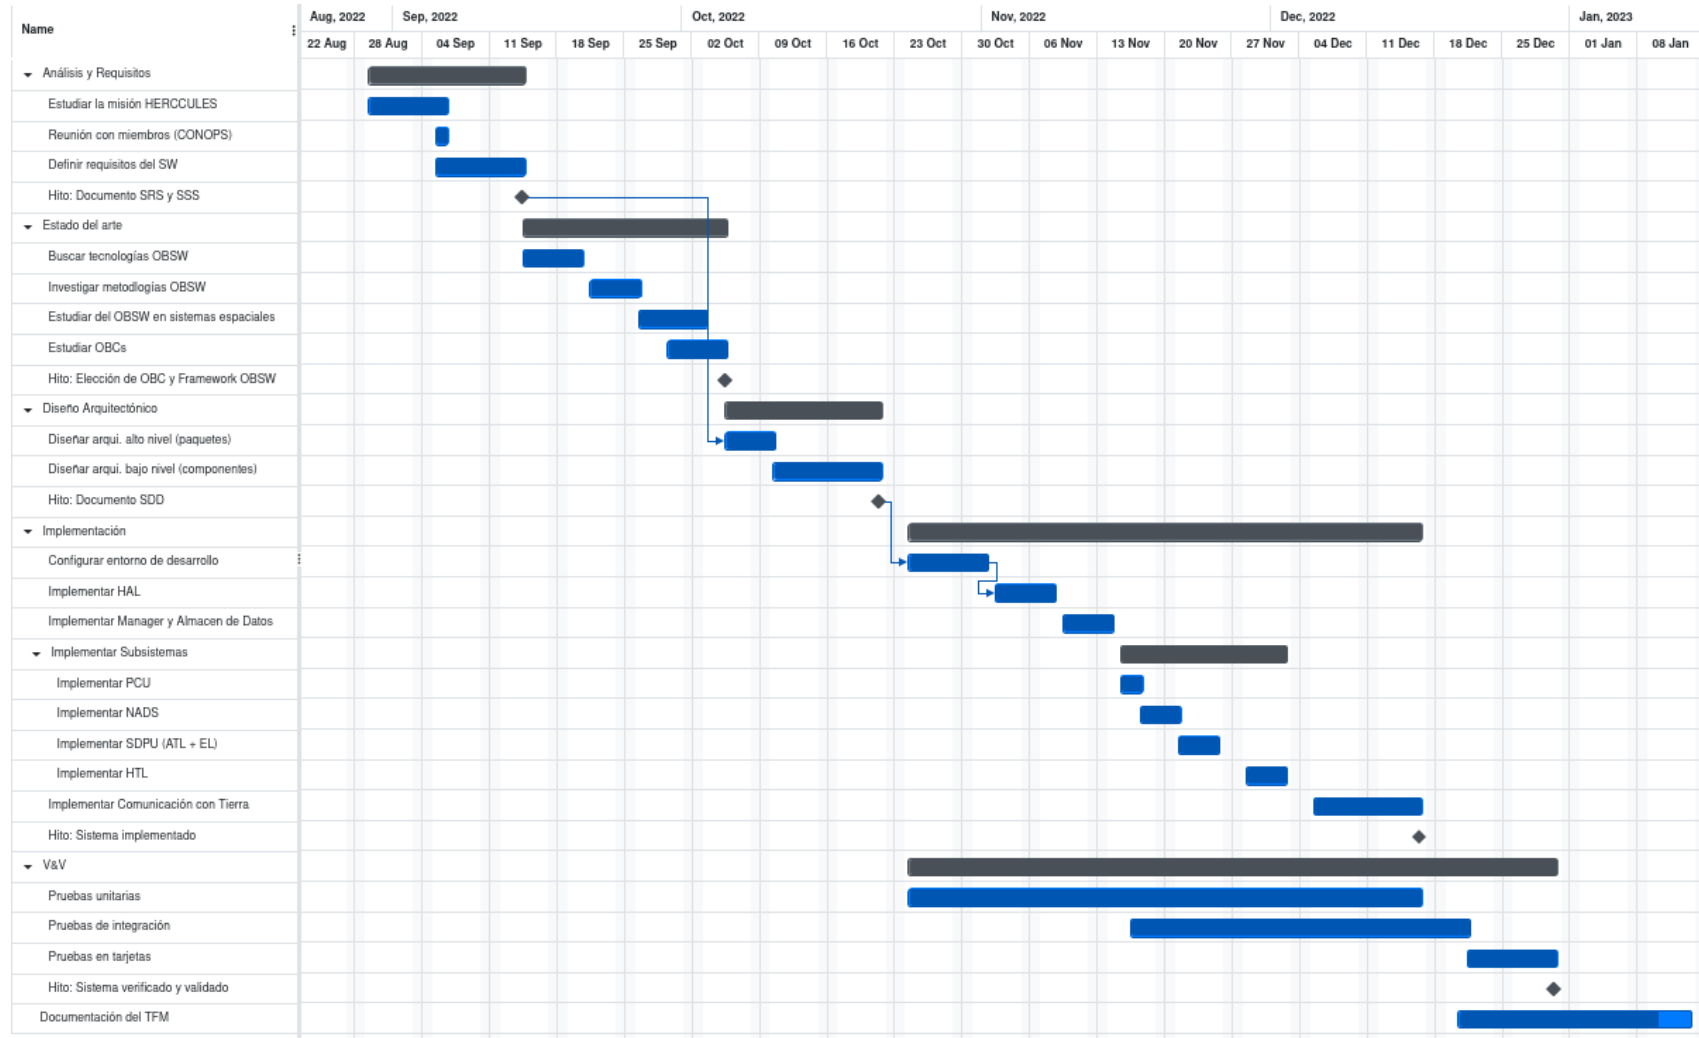 Aug, 2022 Sep, 2022 Oct, 2022 Nov, 2022 Dec, 2022 Jan, 2023
Name
22 Aug 28 Aug 04 Sep 11 Sep 18 Sep 25 Sep 02 Oct 09 Oct 16 Oct 23 Oct 30 Oct 06 Nov 13 Nov 20 Nov 27 Nov 04 Dec 11 Dec 18 Dec 25 Dec 01 Jan 08 Jan
Análisis y Requisitos
Estudiar la misión HERCCULES
Reunión con miembros (CONOPS)
Definir requisitos del SW
Hito: Documento SRS y SSS
Estado del arte
Buscar tecnologías OBSW
Investigar metodlogías OBSW
Estudiar del OBSW en sistemas espaciales
Estudiar OBCs
Hito: Elección de OBC y Framework OBSW
Diseño Arquitectónico
Diseñar arqui. alto nivel (paquetes)
Diseñar arqui. bajo nivel (componentes)
Hito: Documento SDD
Implementación
Configurar entorno de desarrollo
Implementar HAL
Implementar Manager y Almacen de Datos
Implementar Subsistemas
Implementar PCU
Implementar NADS
Implementar SDPU (ATL + EL)
Implementar HTL
Implementar Comunicación con Tierra
Hito: Sistema implementado
V&V
Pruebas unitarias
Pruebas de integración
Pruebas en tarjetas
Hito: Sistema verificado y validado
Documentación del TFM